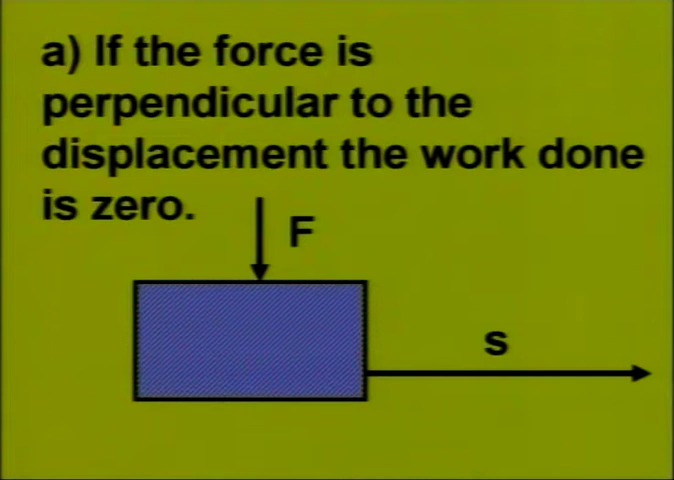 a) If the force is
perpendicular to the
displacement the work done
is zero.
F
s